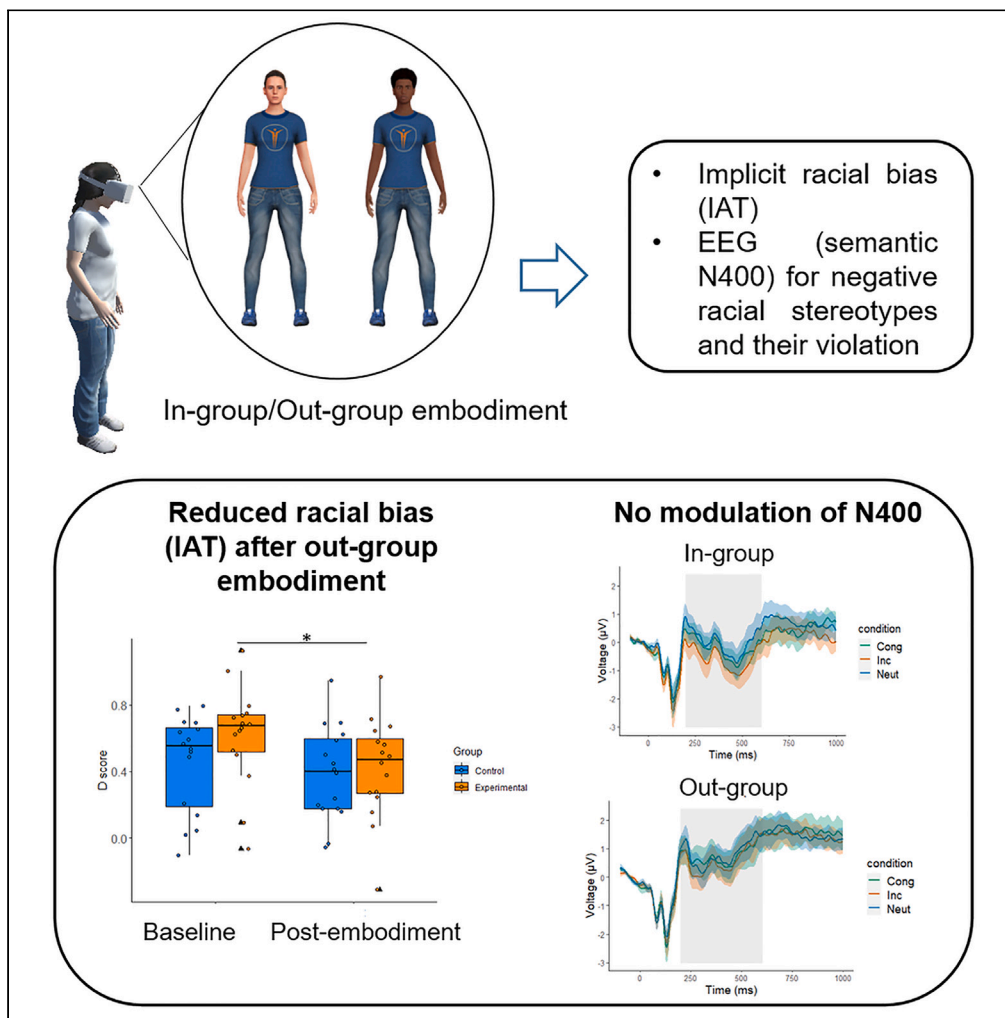 • Implicit racial bias
(IAT)
• EEG (semantic
N400) for negative
racial stereotypes
and their violation
In-group/Out-group embodiment
Reduced racial bias
(IAT) after out-group
embodiment
*
D score
0.8
0.4
0.0
Group
Control
Experimental
Baseline
Post-embodiment
No modulation of N400
In-group
Voltage (µV)
2
1
0
-1
-2
-3
0
250
500
750
1000
Time (ms)
condition
Cong
Inc
Neut
Out-group
Voltage (µV)
2
1
0
-1
-2
-3
0
250
500
750
1000
Time (ms)
condition
Cong
Inc
Neut